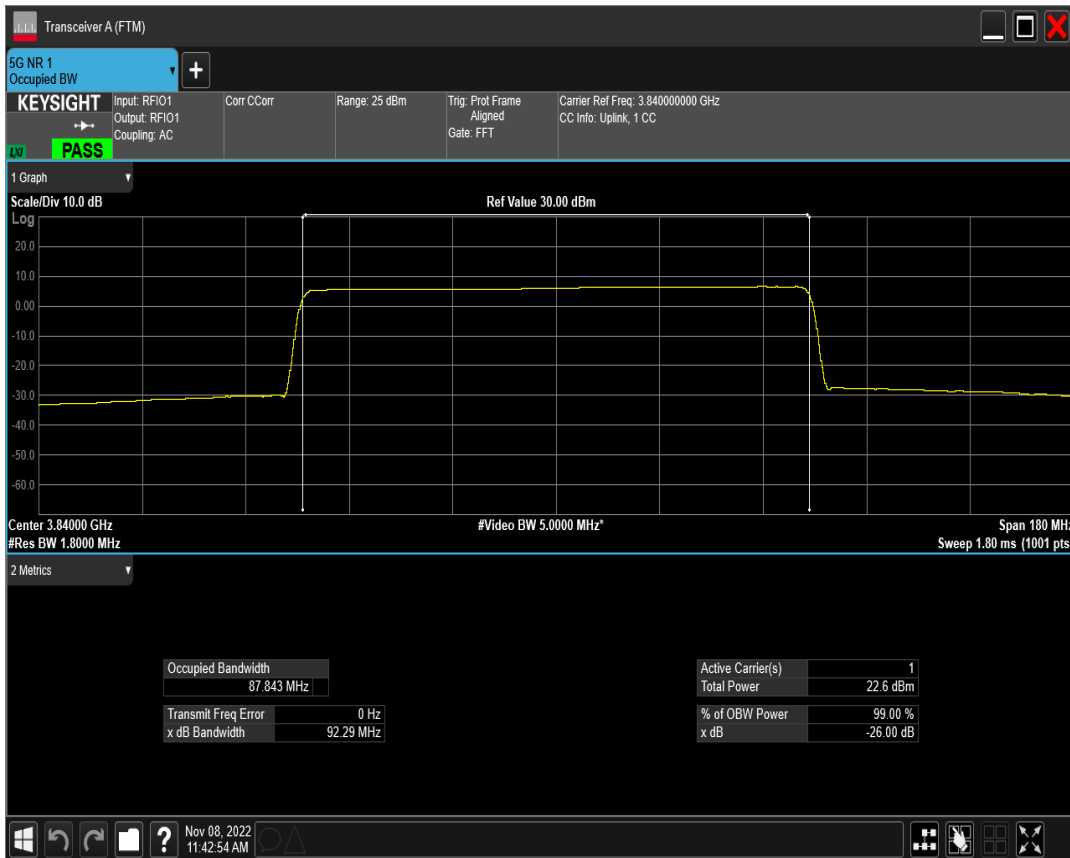 Transceiver A (FTM)
5G NR 1
Occupied BW
+
KEYSIGHT
LXI
PASS
Input: RFIO1
Output: RFIO1
Coupling: AC
Corr CCorr
Range: 25 dBm
Trig: Prot Frame
Aligned
Gate: FFT
Carrier Ref Freq: 3.840000000 GHz
CC Info: Uplink, 1 CC
1 Graph
Scale/Div 10.0 dB
Ref Value 30.00 dBm
Log
20.0
10.0
0.00
-10.0
-20.0
-30.0
-40.0
-50.0
-60.0
Center 3.84000 GHz
#Video BW 5.0000 MHz*
Span 180 MHz
#Res BW 1.8000 MHz
Sweep 1.80 ms (1001 pts
2 Metrics
Occupied Bandwidth
87.843 MHz
Transmit Freq Error 0 Hz
x dB Bandwidth 92.29 MHz
Active Carrier(s) 1
Total Power 22.6 dBm
% of OBW Power 99.00 %
x dB -26.00 dB
?
Nov 08, 2022
11:42:54 AM